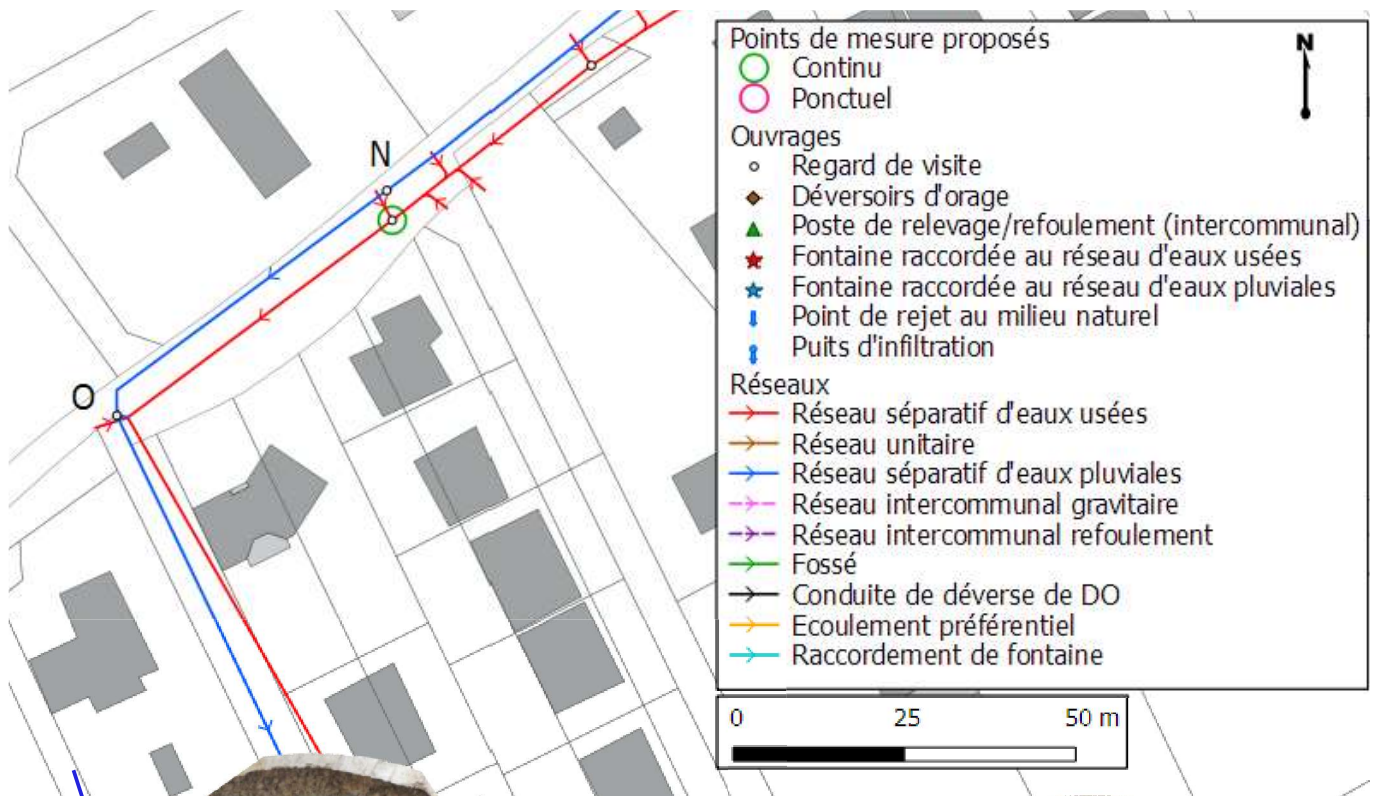 N
O
Points de mesure proposés
N
Continu
Ponctuel
Ouvrages
Regard de visite
Déversoirs d'orage
Poste de relevage/refoulement (intercommunal)
Fontaine raccordée au réseau d'eaux usées
Fontaine raccordée au réseau d'eaux pluviales
Point de rejet au milieu naturel
Puits d'infiltration
Réseaux
Réseau séparatif d'eaux usées
Réseau unitaire
Réseau séparatif d'eaux pluviales
Réseau intercommunal gravitaire
Réseau intercommunal refoulement
Fossé
Conduite de déverse de DO
Ecoulement préférentiel
Raccordement de fontaine
0 25 50 m